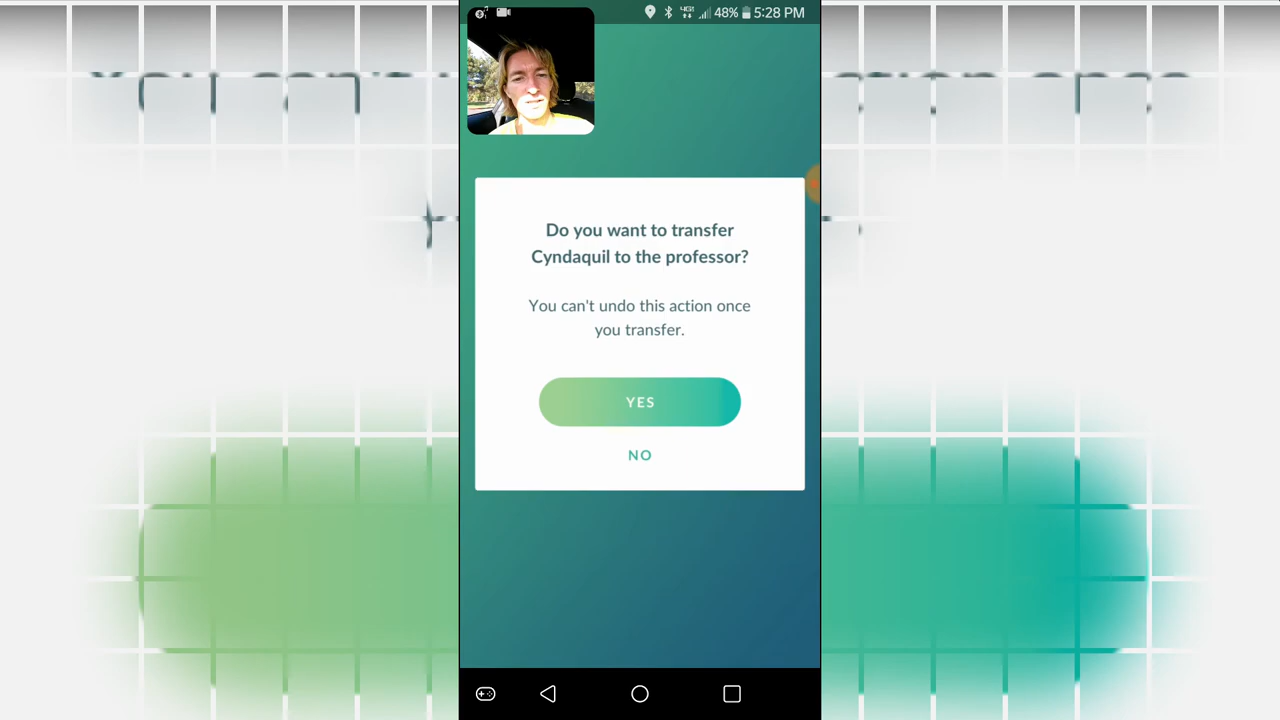 48% 5:28 PM
Do you want to transfer
Cyndaquil to the professor?
You can't undo this action once
you transfer.
YES
NO